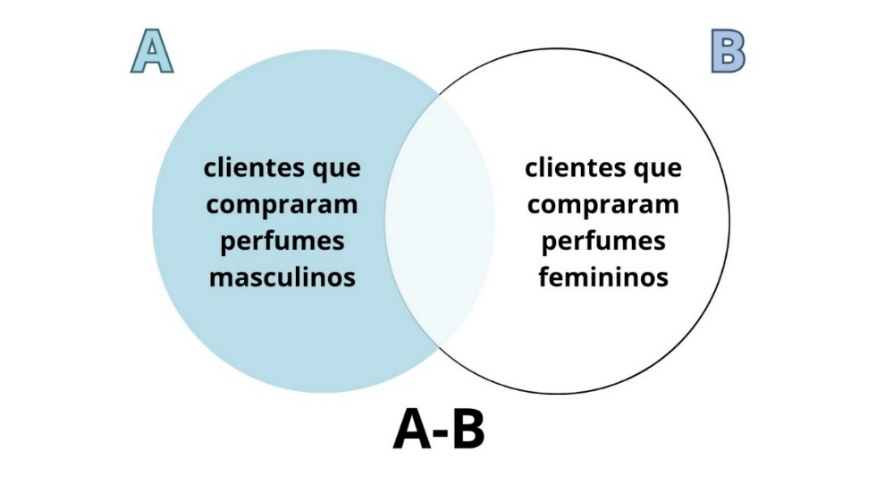 A
B
clientes que
compraram
perfumes
masculinos
clientes que
compraram
perfumes
femininos
A-B